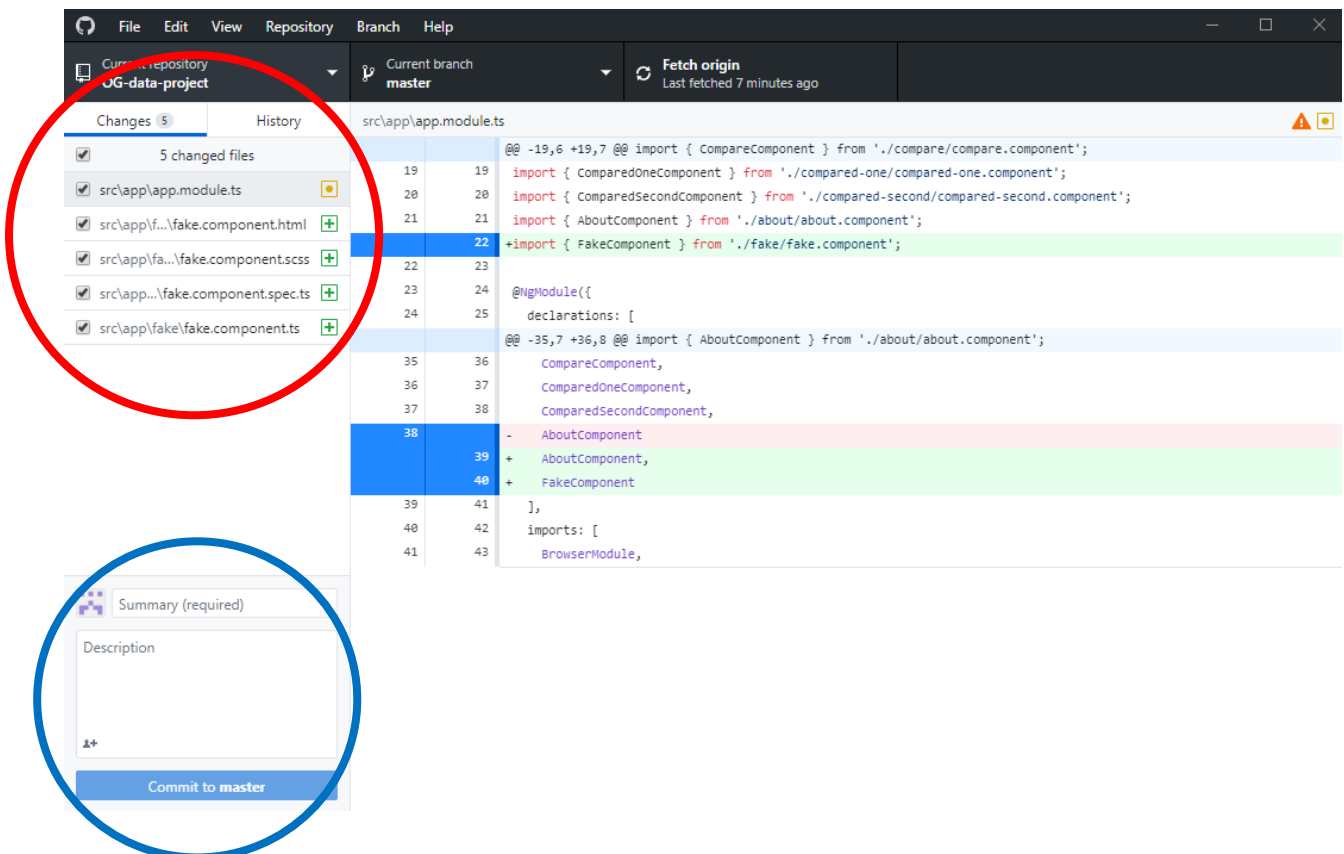 File Edit View Repository Branch Help
Current repository
OG-data-project
Current branch
master
Fetch origin
Last fetched 7 minutes ago
Changes 5 History
5 changed files
src\app\app.module.ts
src\app\f...\fake.component.html
src\app\fa...\fake.component.scss
src\app...\fake.component.spec.ts
src\app\fake\fake.component.ts
Summary (required)
Description
Commit to master
src\app\app.module.ts
@@ -19,6 +19,7 @@ import { CompareComponent } from './compare/compare.component';
19 19 import { ComparedOneComponent } from './compared-one/compared-one.component';
20 20 import { ComparedSecondComponent } from './compared-second/compared-second.component';
21 21 import { AboutComponent } from './about/about.component';
22 +import { FakeComponent } from './fake/fake.component';
22 23
23 24 @NgModule({
24 25 declarations: [
@@ -35,7 +36,8 @@ import { AboutComponent } from './about/about.component';
35 36 CompareComponent,
36 37 ComparedOneComponent,
37 38 ComparedSecondComponent,
38 - AboutComponent
39 + AboutComponent,
40 + FakeComponent
39 41 ],
40 42 imports: [
41 43 BrowserModule,